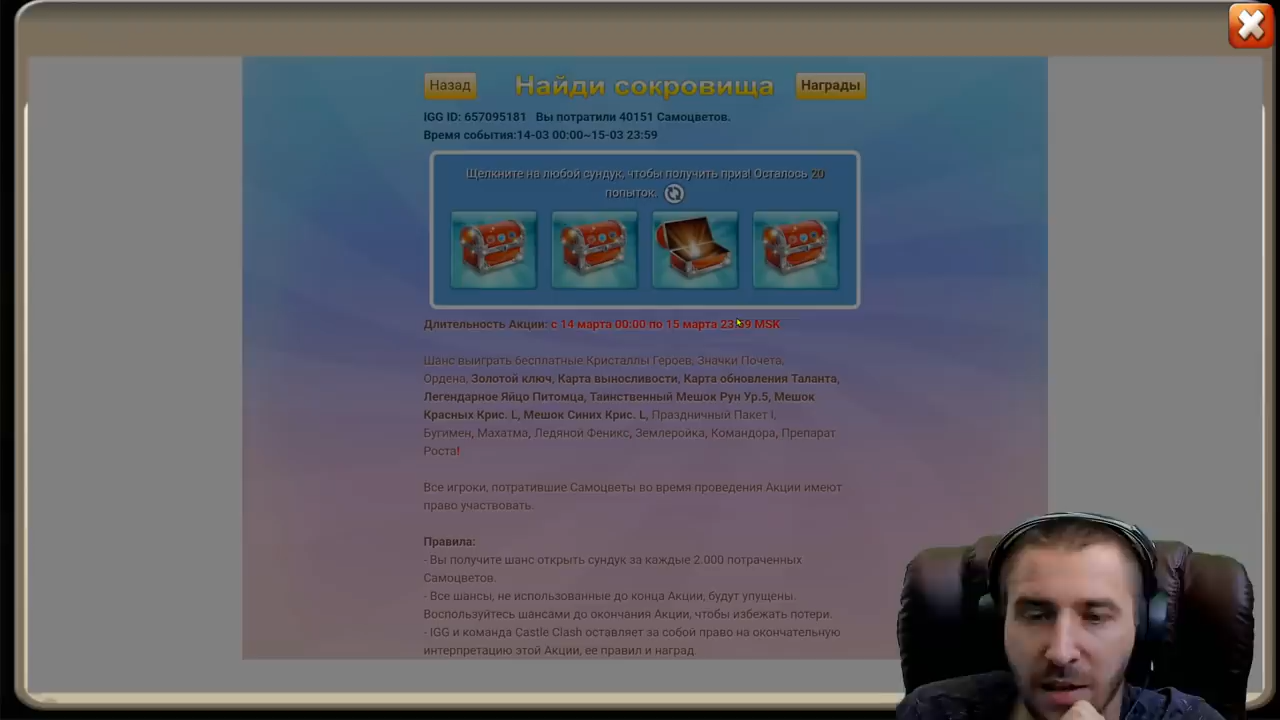 Назад
Найди сокровища
Награды
IGG ID: 657095181 Вы потратили 40151 Самоцветов.
Время события:14-03 00:00~15-03 23:59
Щелкните на любой сундук, чтобы получить приз! Осталось 20
попыток.
Длительность Акции: с 14 марта 00:00 по 15 марта 23:59 MSK
Шанс выиграть бесплатные Кристаллы Героев, Значки Почета,
Ордена, Золотой ключ, Карта выносливости, Карта обновления Таланта,
Легендарное Яйцо Питомца, Таинственный Мешок Рун Ур.5, Мешок
Красных Крис. L, Мешок Синих Крис. L, Праздничный Пакет I,
Бугимен, Махатма, Ледяной Феникс, Землеройка, Командора, Препарат
Роста!
Все игроки, потратившие Самоцветы во время проведения Акции имеют
право участвовать.
Правила:
- Вы получите шанс открыть сундук за каждые 2.000 потраченных
Самоцветов.
- Все шансы, не использованные до конца Акции, будут упущены.
Воспользуйтесь шансами до окончания Акции, чтобы избежать потери.
- IGG и команда Castle Clash оставляет за собой право на окончательную
интерпретацию этой Акции, ее правил и наград.